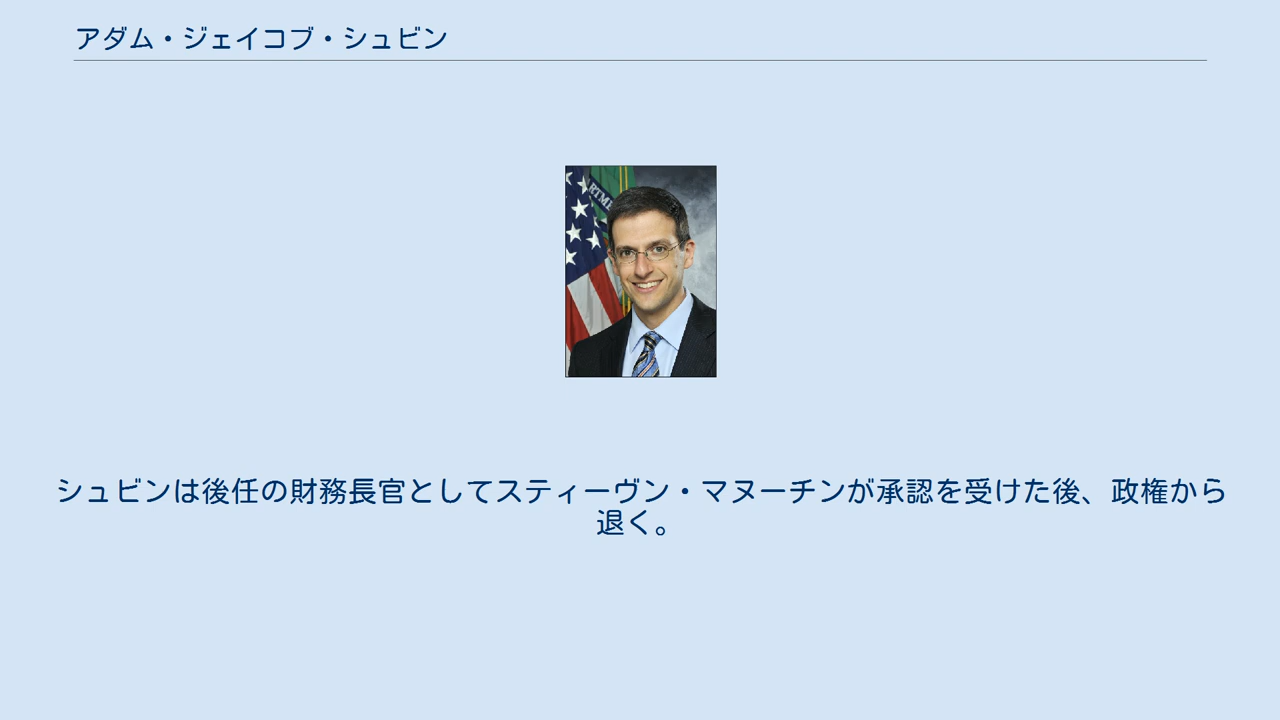 アダム・ジェイコブ・シュビン
RTME
シュビンは後任の財務長官としてスティーヴン・マヌーチンが承認を受けた後、政権から
退く。